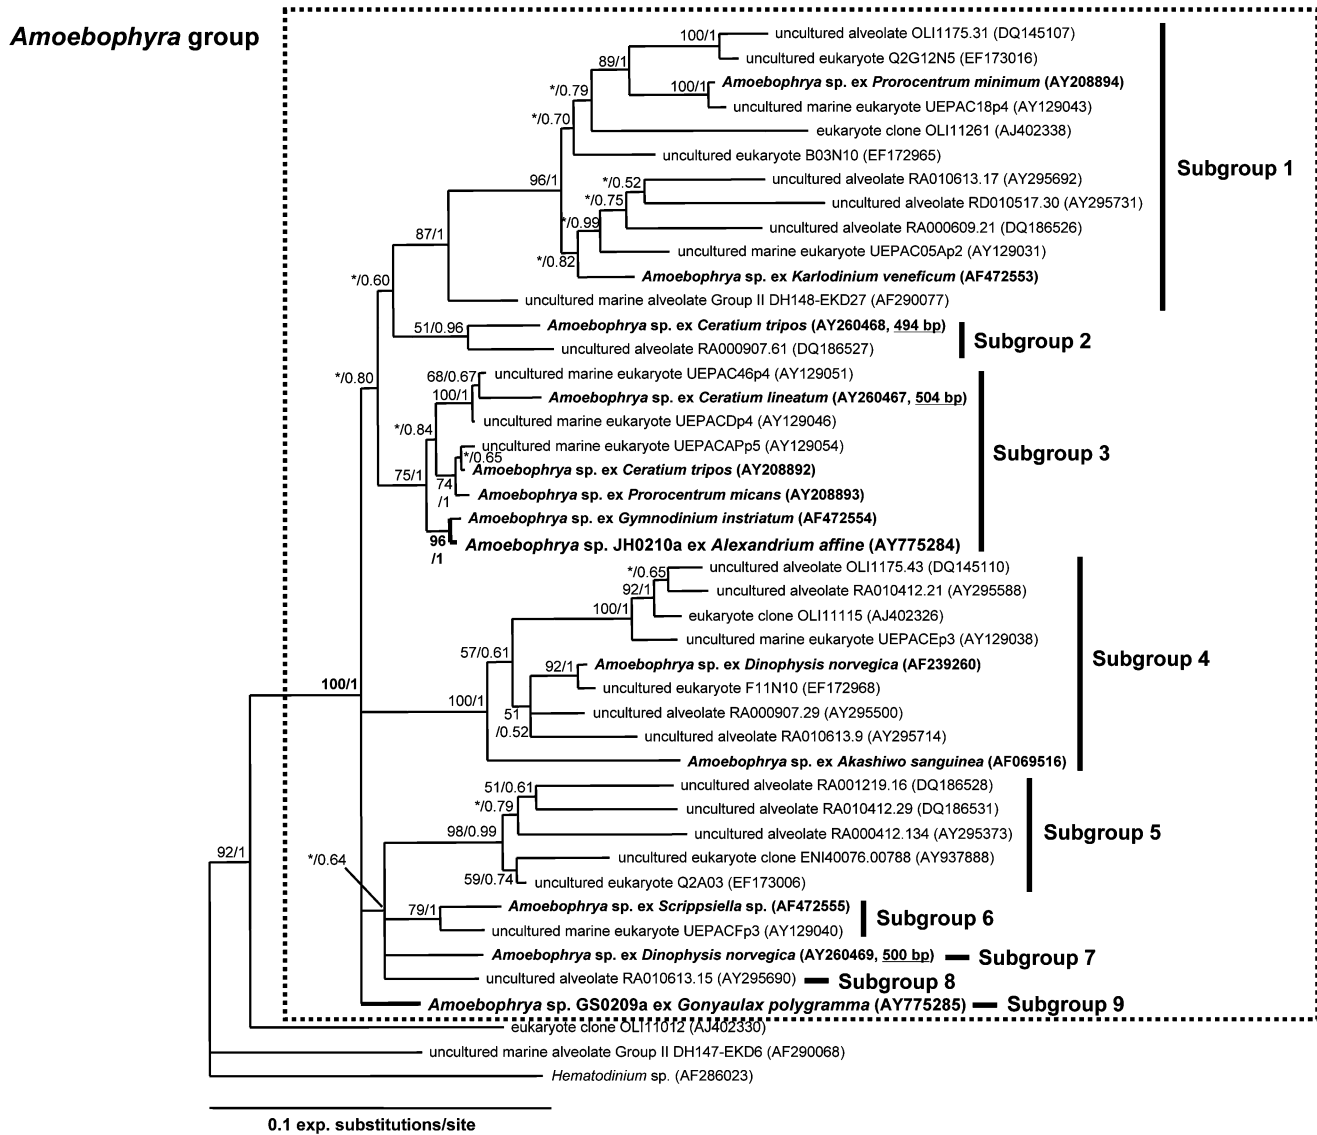 Amoebophyra group
100/1
uncultured alveolate OLI1175.31 (DQ145107)
uncultured eukaryote Q2G12N5 (EF173016)
89/1
100/1
Amoebophrya sp. ex Prorocentrum minimum (AY208894)
*/0.79
uncultured marine eukaryote UEPAC18p4 (AY129043)
*/0.70
eukaryote clone OLI11261 (AJ402338)
uncultured eukaryote B03N10 (EF172965)
Subgroup 1
96/1
*/0.52
uncultured alveolate RA010613.17 (AY295692)
*/0.75
uncultured alveolate RD010517.30 (AY295731)
*/0.99
uncultured alveolate RA000609.21 (DQ186526)
87/1
uncultured marine eukaryote UEPAC05Ap2 (AY129031)
*/0.82
Amoebophrya sp. ex Karlodinium veneficum (AF472553)
*/0.60
uncultured marine alveolate Group II DH148-EKD27 (AF290077)
51/0.96
Amoebophrya sp. ex Ceratium tripos (AY260468, 494 bp)
Subgroup 2
uncultured alveolate RA000907.61 (DQ186527)
*/0.80
68/0.67
uncultured marine eukaryote UEPAC46p4 (AY129051)
100/1
Amoebophrya sp. ex Ceratium lineatum (AY260467, 504 bp)
uncultured marine eukaryote UEPACDp4 (AY129046)
*/0.84
uncultured marine eukaryote UEPACAPp5 (AY129054)
Subgroup 3
*/0.65
Amoebophrya sp. ex Ceratium tripos (AY208892)
75/1
74
/1
Amoebophrya sp. ex Prorocentrum micans (AY208893)
Amoebophrya sp. ex Gymnodinium instriatum (AF472554)
96
/1
Amoebophrya sp. JH0210a ex Alexandrium affine (AY775284)
*/0.65
uncultured alveolate OLI1175.43 (DQ145110)
92/1
uncultured alveolate RA010412.21 (AY295588)
100/1
eukaryote clone OLI11115 (AJ402326)
uncultured marine eukaryote UEPACEp3 (AY129038)
57/0.61
Subgroup 4
92/1
Amoebophrya sp. ex Dinophysis norvegica (AF239260)
100/1
uncultured eukaryote F11N10 (EF172968)
100/1
51
/0.52
uncultured alveolate RA000907.29 (AY295500)
uncultured alveolate RA010613.9 (AY295714)
Amoebophrya sp. ex Akashiwo sanguinea (AF069516)
51/0.61
uncultured alveolate RA001219.16 (DQ186528)
*/0.79
uncultured alveolate RA010412.29 (DQ186531)
98/0.99
uncultured alveolate RA000412.134 (AY295373)
Subgroup 5
92/1
*/0.64
uncultured eukaryote clone ENI40076.00788 (AY937888)
59/0.74
uncultured eukaryote Q2A03 (EF173006)
79/1
Amoebophrya sp. ex Scrippsiella sp. (AF472555)
Subgroup 6
uncultured marine eukaryote UEPACFp3 (AY129040)
Amoebophrya sp. ex Dinophysis norvegica (AY260469, 500 bp)
Subgroup 7
uncultured alveolate RA010613.15 (AY295690)
Subgroup 8
Amoebophrya sp. GS0209a ex Gonyaulax polygramma (AY775285)
Subgroup 9
eukaryote clone OLI11012 (AJ402330)
uncultured marine alveolate Group II DH147-EKD6 (AF290068)
Hematodinium sp. (AF286023)
0.1 exp. substitutions/site